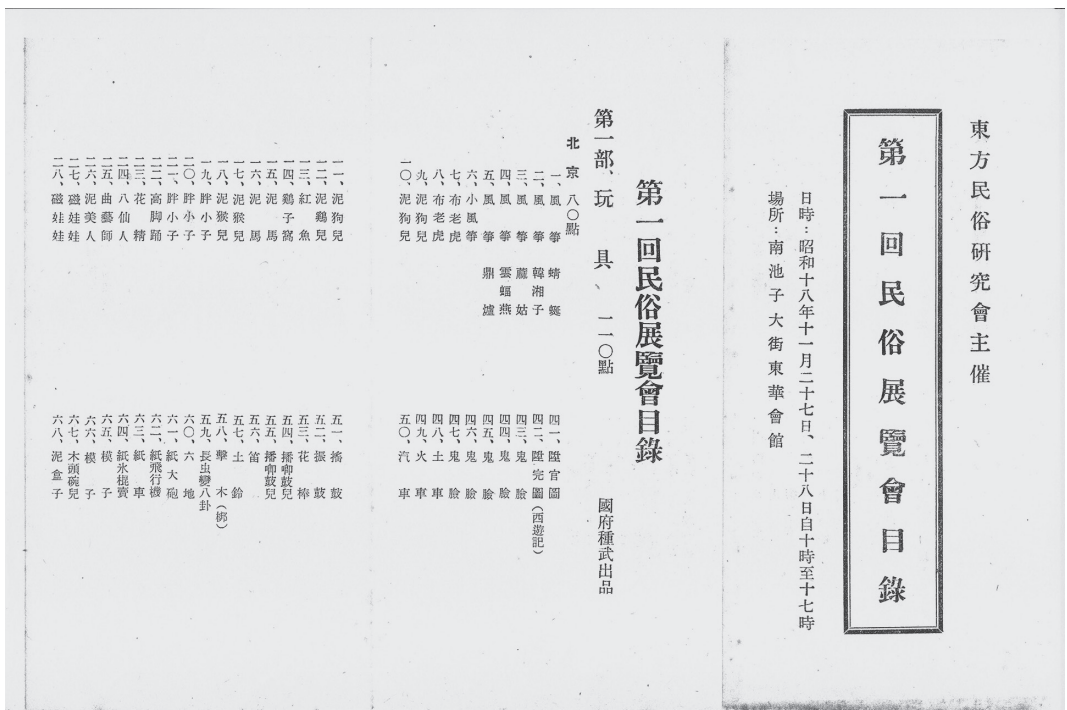 東方民俗研究會主催
第一回民俗展覽會目錄
日時：昭和十八年十一月二十七日、二十八日自十時至十七時
場所：南池子大街東華會館
第一回民俗展覽會目錄
第一部、玩具、一一〇點 國府種武出品
北京八〇點
一、風箏 蜻蜓
二、風箏 韓湘子
三、風箏 蔴姑
四、風箏 雲蝠燕
五、風箏 鼎爐
六、小風箏
七、布老虎
八、布老虎
九、泥狗兒
一〇、泥狗兒
一一、泥狗兒
一二、泥鷄兒
一三、紅魚
一四、鷄子窩
一五、泥馬
一六、泥馬
一七、泥猴兒
一八、泥猴兒
一九、胖小子
二〇、胖小子
二一、胖小子
二二、高脚踊
二三、花精
二四、八仙人
二五、曲藝師
二六、泥美人
二七、磁娃娃
二八、磁娃娃
四一、陞官圖
四二、陞完圖（西遊記）
四三、鬼臉
四四、鬼臉
四五、鬼臉
四六、鬼臉
四七、鬼臉
四八、土車
四九、火車
五〇、汽車
五一、搖鼓
五二、振鼓
五三、花棒
五四、播啷鼓兒
五五、播啷鼓兒
五六、笛
五七、土鈴
五八、擊木（梆）
五九、長虫變八卦
六〇、六地
六一、紙大砲
六二、紙飛行機
六三、紙車
六四、紙氷棍賣
六五、模子
六六、模子
六七、木頭碗兒
六八、泥盒子